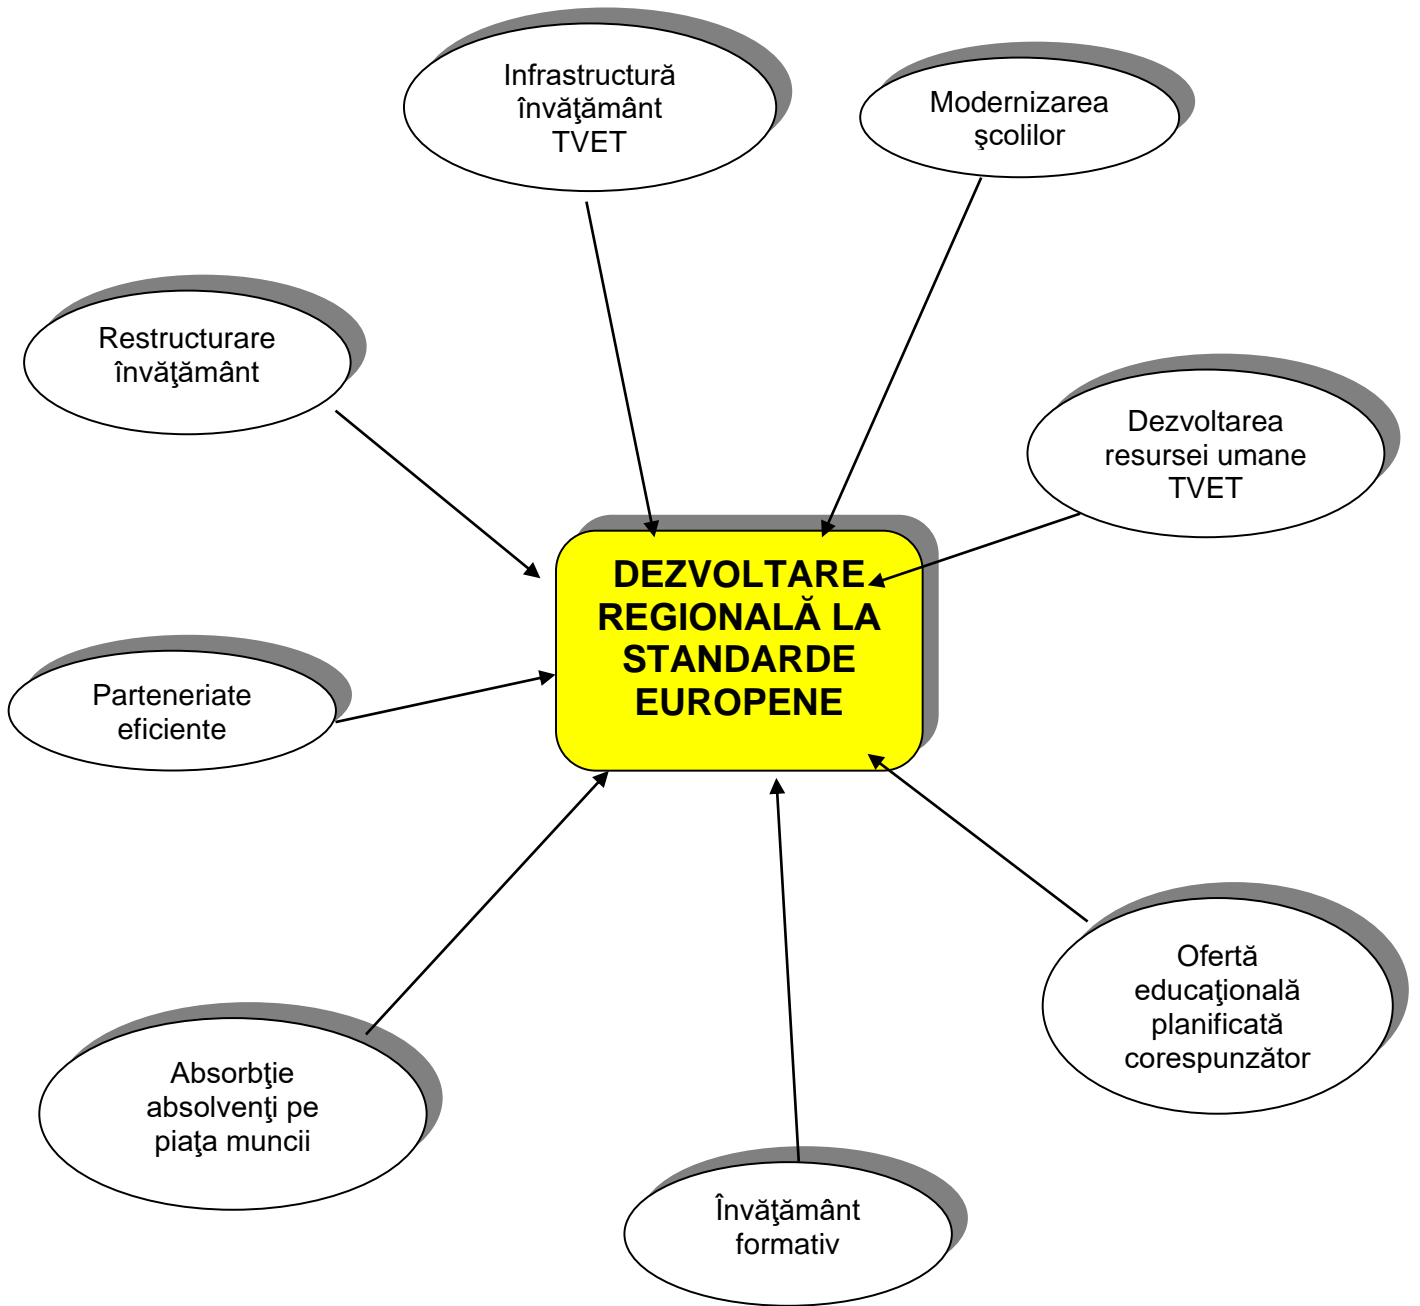 Infrastructură
învăţământ
TVET
Modernizarea
şcolilor
Restructurare
învăţământ
Dezvoltarea
resursei umane
TVET
DEZVOLTARE
REGIONALĂ LA
STANDARDE
EUROPENE
Parteneriate
eficiente
Ofertă
educaţională
planificată
corespunzător
Absorbţie
absolvenţi pe
piaţa muncii
Învăţământ
formativ